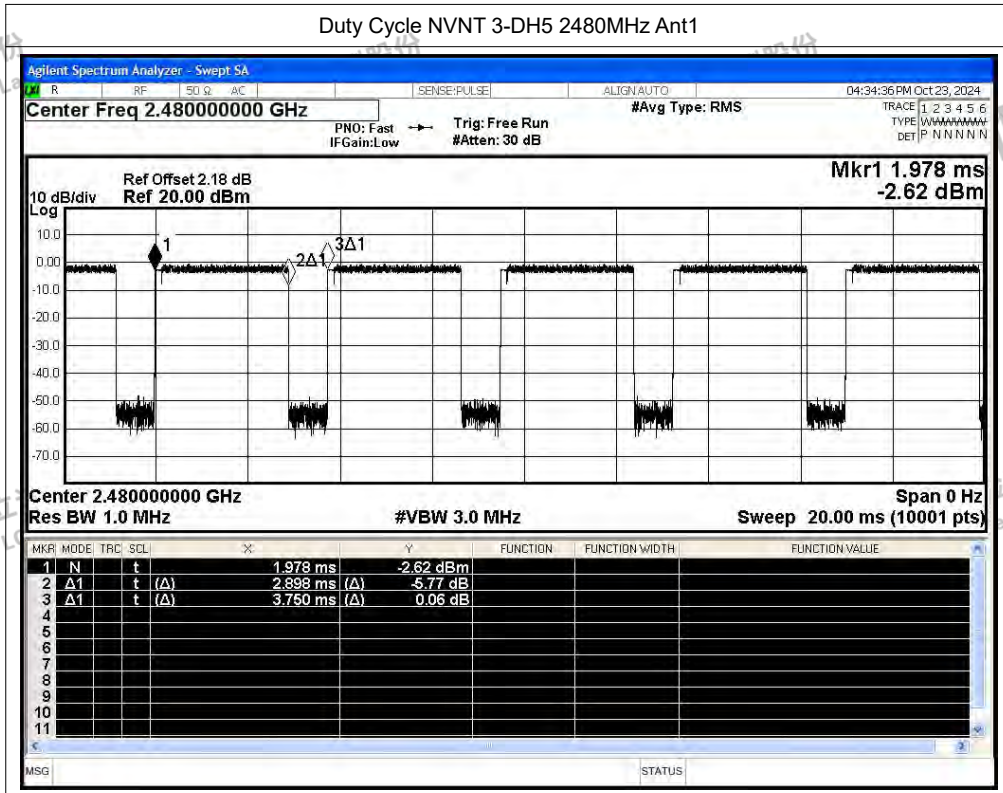 Duty Cycle NVNT 3-DH5 2480MHz Ant1
Agilent Spectrum Analyzer - Swept SA
R RF 50 Ω AC SENSE:PULSE ALIGN AUTO 04:34:36 PM Oct 23, 2024
Center Freq 2.480000000 GHz #Avg Type: RMS TRACE 1 2 3 4 5 6
PNO: Fast Trig: Free Run TYPE WWWWWW
IFGain:Low #Atten: 30 dB DET P N N N N N
Mkr1 1.978 ms
Ref Offset 2.18 dB
10 dB/div Ref 20.00 dBm -2.62 dBm
Log
10.0
1 2Δ1 3Δ1
0.00
-10.0
-20.0
-30.0
-40.0
-50.0
-60.0
-70.0
Center 2.480000000 GHz Span 0 Hz
Res BW 1.0 MHz #VBW 3.0 MHz Sweep 20.00 ms (10001 pts)
MKR MODE TRC SCL X Y FUNCTION FUNCTION WIDTH FUNCTION VALUE
1 N t 1.978 ms -2.62 dBm
2 Δ1 t (Δ) 2.898 ms (Δ) -5.77 dB
3 Δ1 t (Δ) 3.750 ms (Δ) 0.06 dB
4
5
6
7
8
9
10
11
MSG STATUS